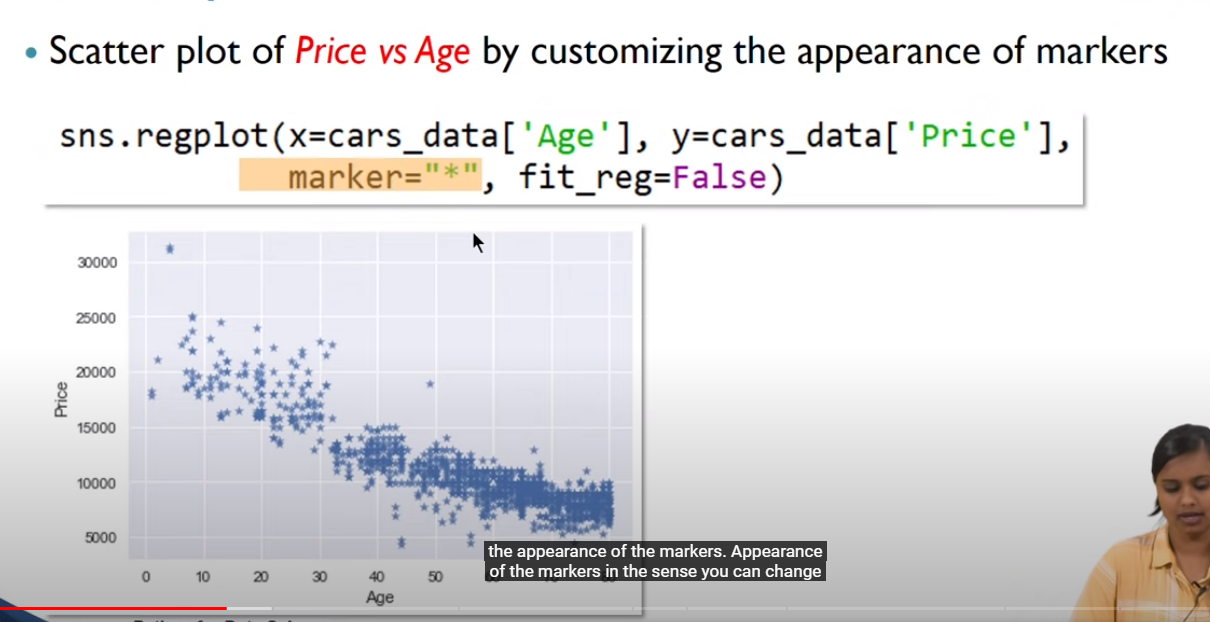 • Scatter plot of Price vs Age by customizing the appearance of markers
sns.regplot(x=cars_data['Age'], y=cars_data['Price'],
marker="*", fit_reg=False)
30000
25000
20000
15000
10000
5000
Price
0 10 20 30 40 50
Age
the appearance of the markers. Appearance
of the markers in the sense you can change